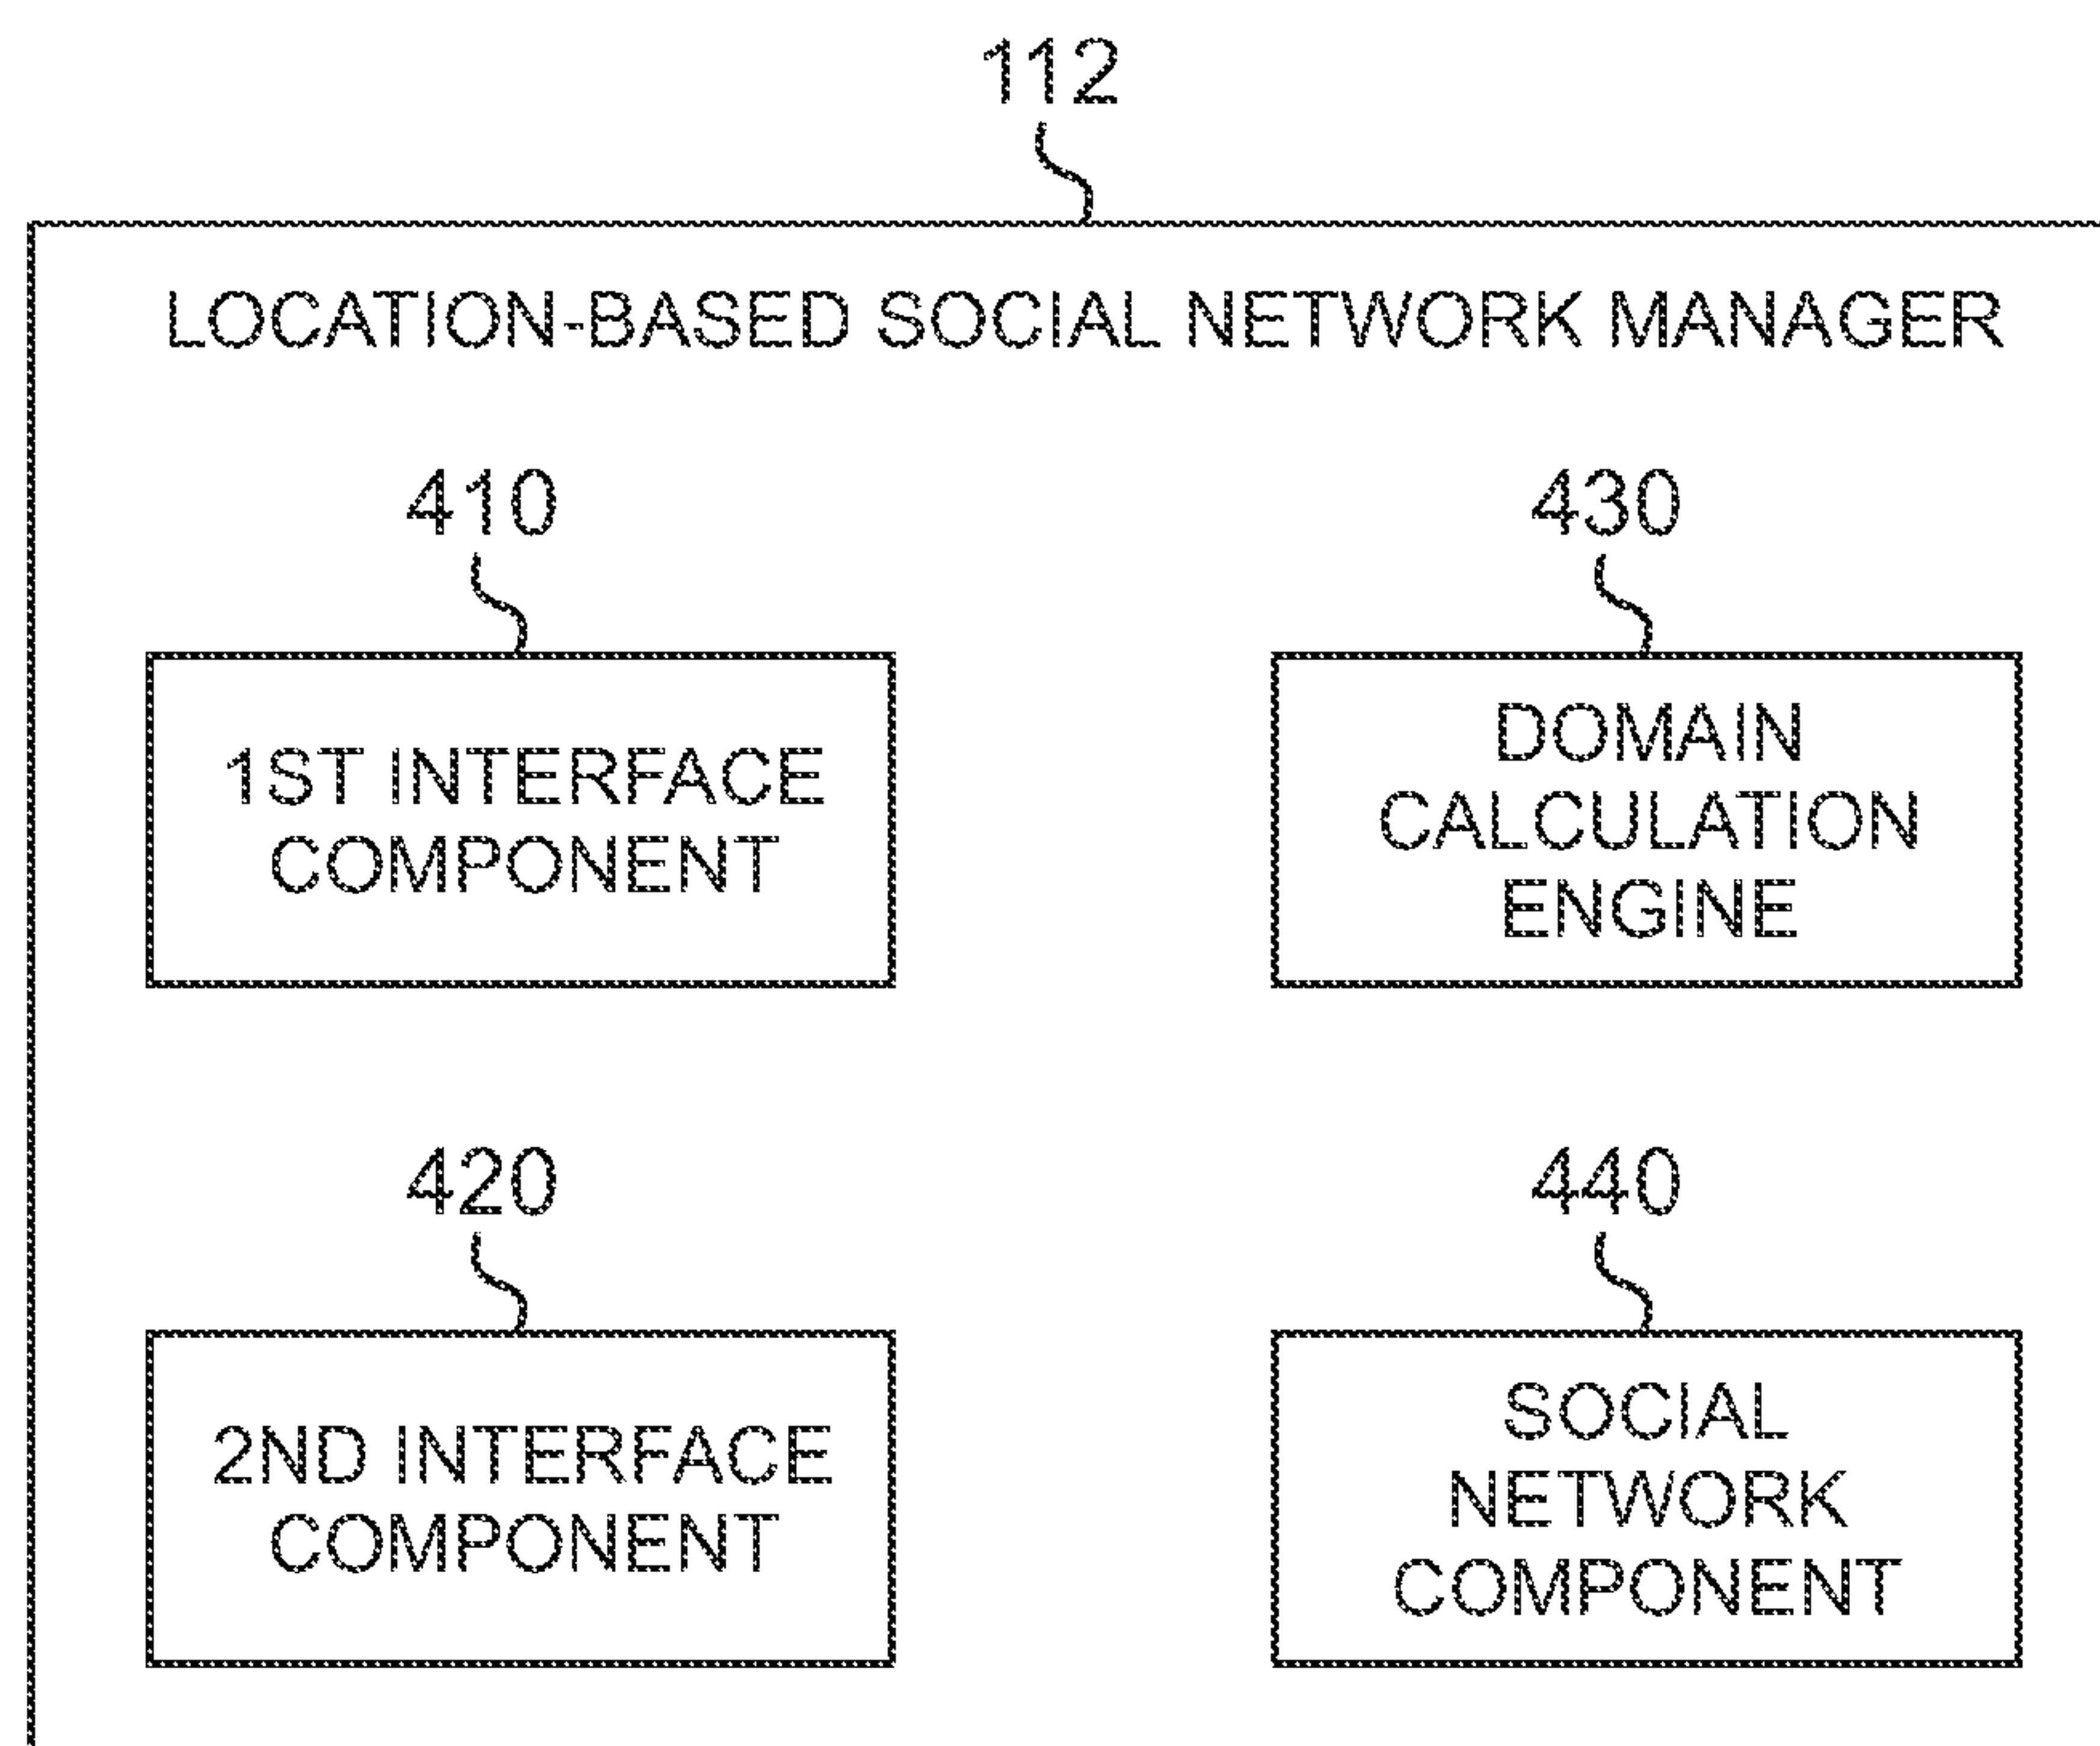 112
LOCATION-BASED SOCIAL NETWORK MANAGER
410
1ST INTERFACE
COMPONENT
430
DOMAIN
CALCULATION
ENGINE
420
2ND INTERFACE
COMPONENT
440
SOCIAL
NETWORK
COMPONENT